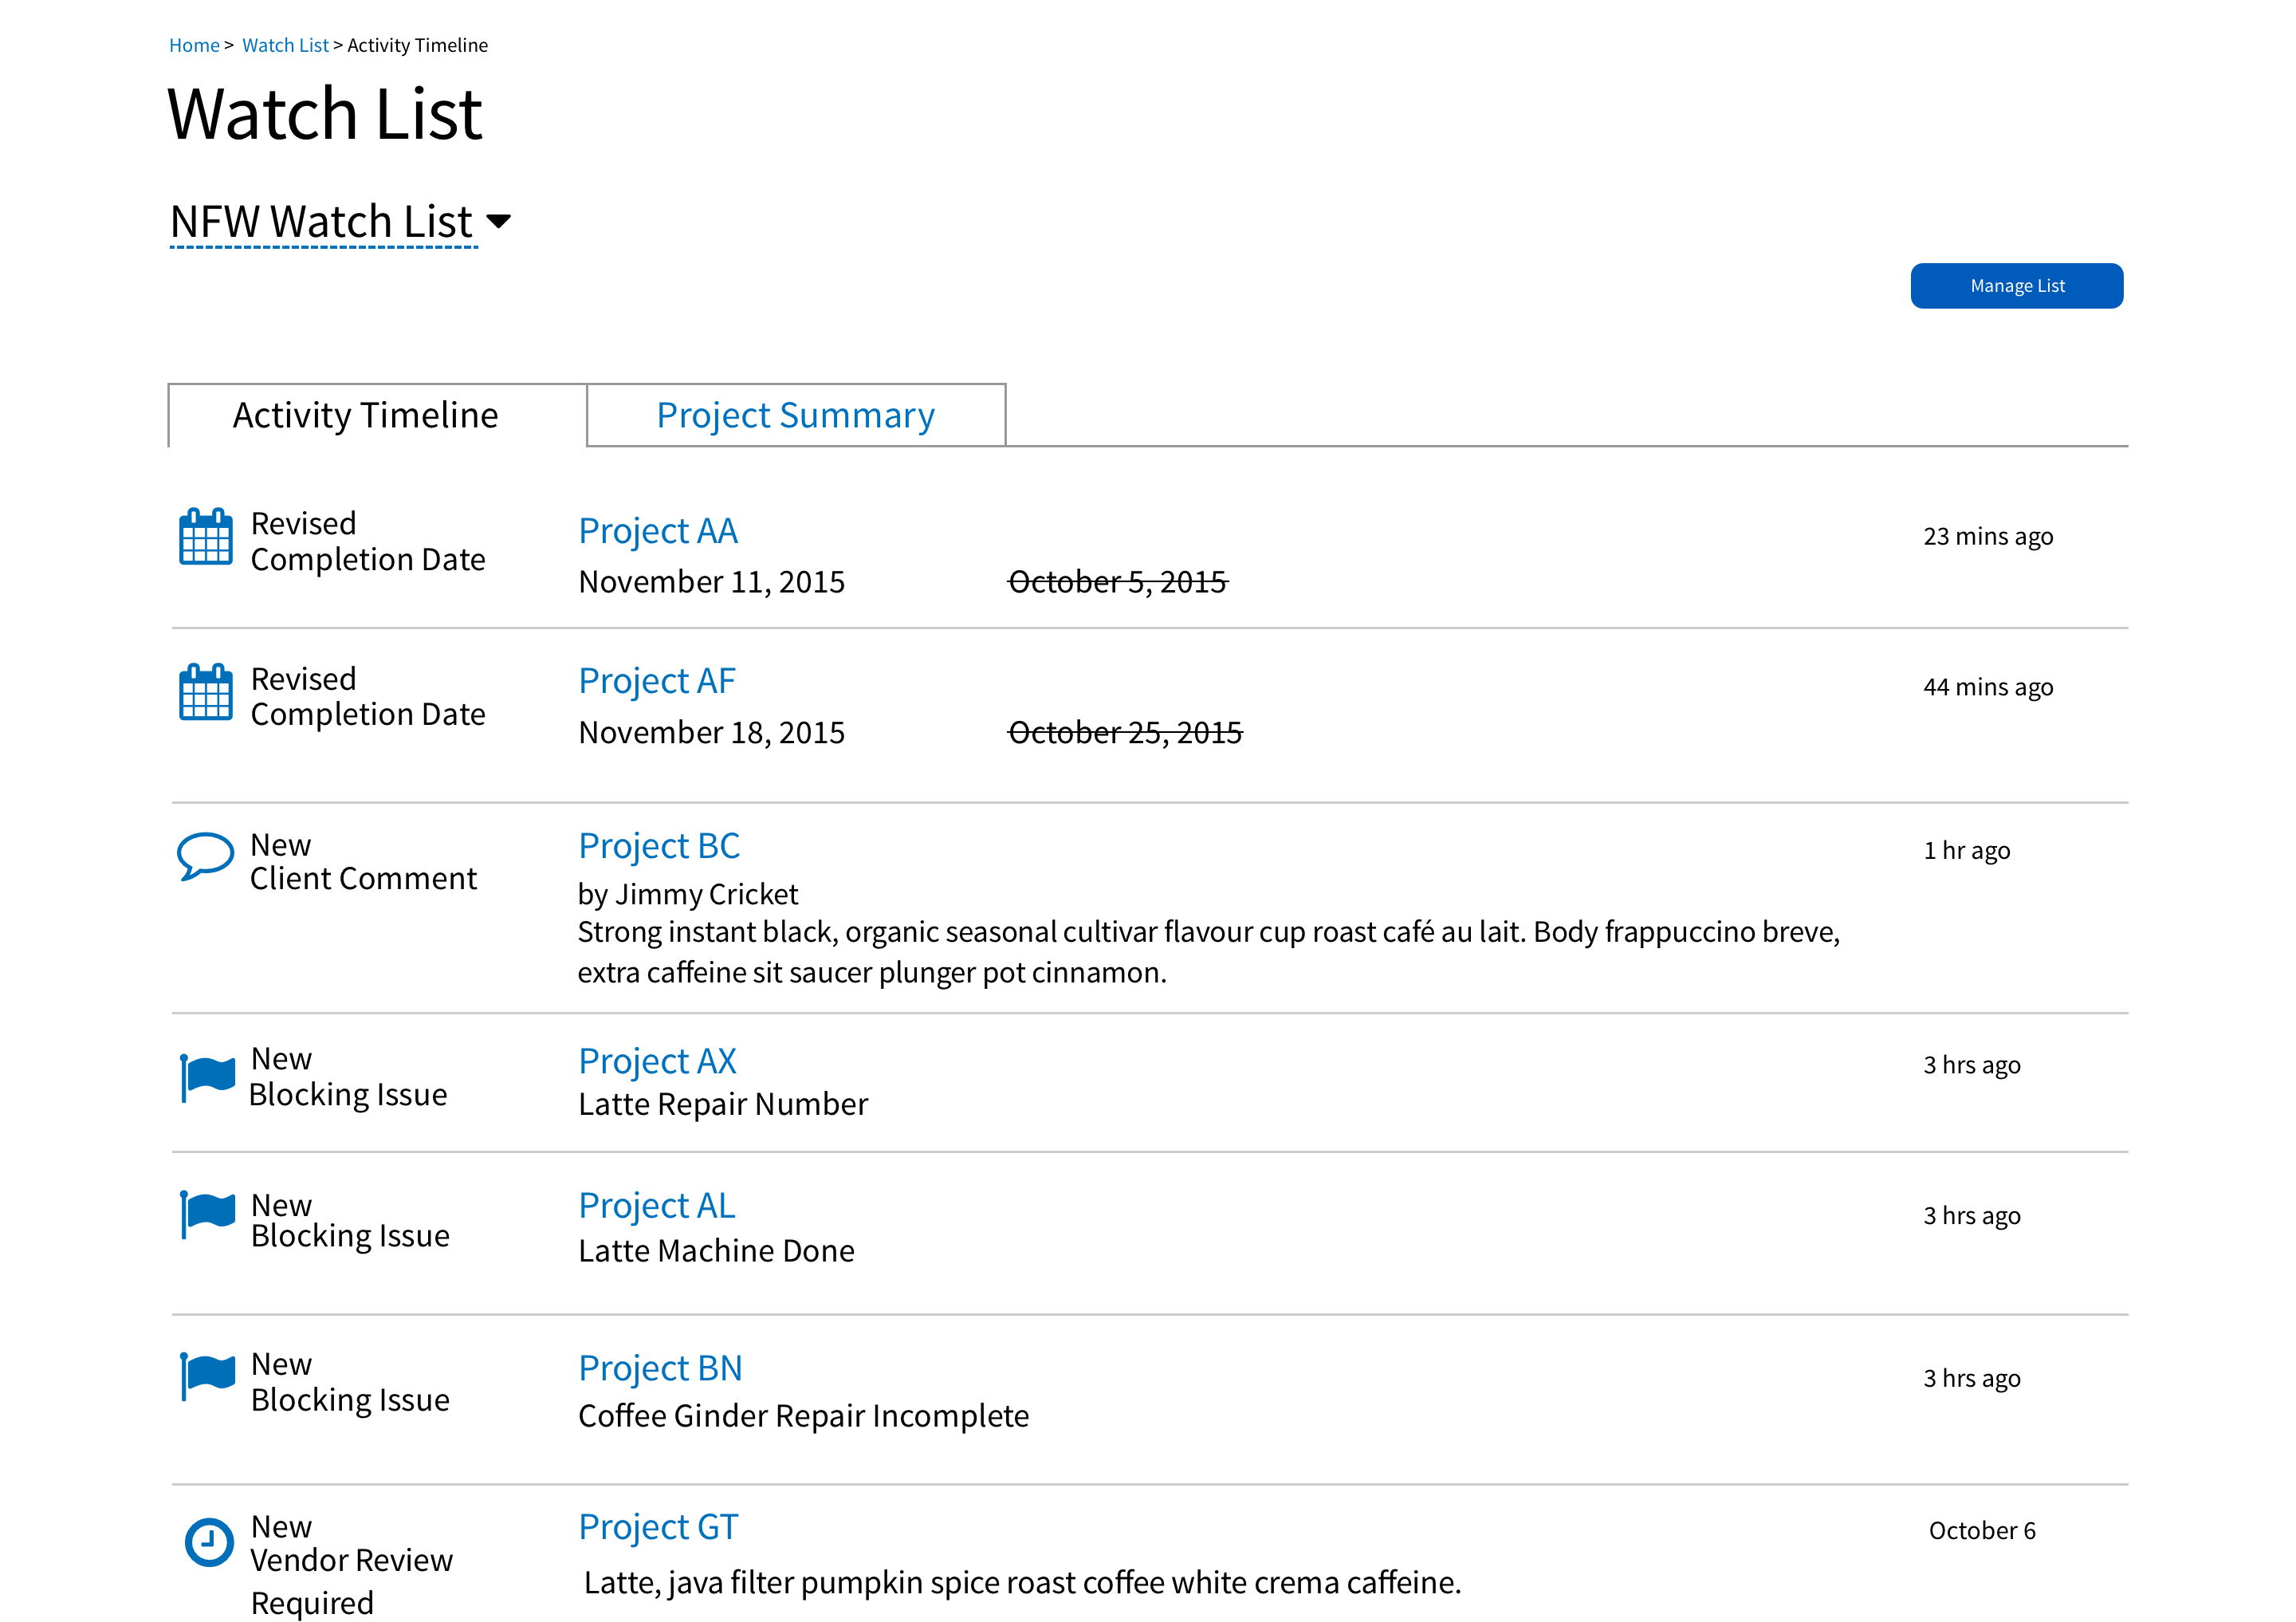 Home > Watch List > Activity Timeline
Watch List
NFW Watch List
Manage List
Activity Timeline
Project Summary
Revised
Completion Date
Project AA
November 11, 2015
October 5, 2015
23 mins ago
Revised
Completion Date
Project AF
November 18, 2015
October 25, 2015
44 mins ago
New
Client Comment
Project BC
by Jimmy Cricket
Strong instant black, organic seasonal cultivar flavour cup roast café au lait. Body frappuccino breve,
extra caffeine sit saucer plunger pot cinnamon.
1 hr ago
New
Blocking Issue
Project AX
Latte Repair Number
3 hrs ago
New
Blocking Issue
Project AL
Latte Machine Done
3 hrs ago
New
Blocking Issue
Project BN
Coffee Ginder Repair Incomplete
3 hrs ago
New
Vendor Review
Required
Project GT
Latte, java filter pumpkin spice roast coffee white crema caffeine.
October 6